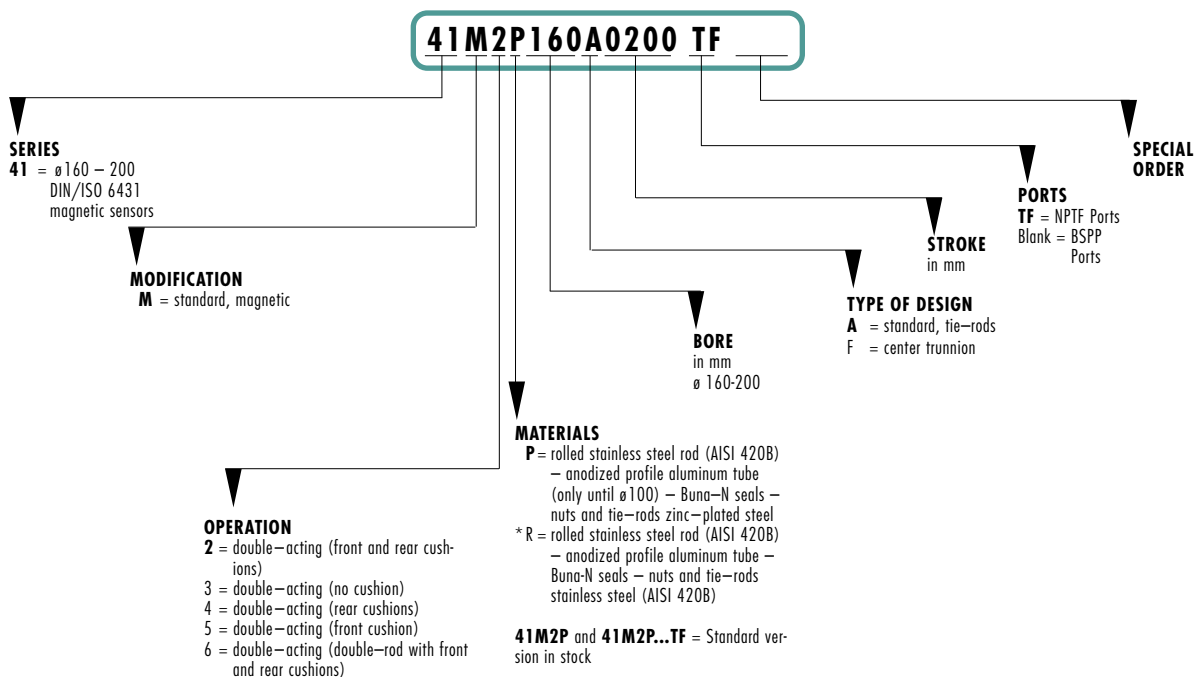 41M2P160A0200 TF
SERIES
41 = ø160 – 200
DIN/ISO 6431
magnetic sensors
MODIFICATION
M = standard, magnetic
OPERATION
2 = double–acting (front and rear cush-
ions)
3 = double–acting (no cushion)
4 = double–acting (rear cushions)
5 = double–acting (front cushion)
6 = double–acting (double–rod with front
and rear cushions)
MATERIALS
P = rolled stainless steel rod (AISI 420B)
– anodized profile aluminum tube
(only until ø100) – Buna–N seals –
nuts and tie–rods zinc–plated steel
* R = rolled stainless steel rod (AISI 420B)
– anodized profile aluminum tube –
Buna-N seals – nuts and tie–rods
stainless steel (AISI 420B)
41M2P and 41M2P...TF = Standard ver-
sion in stock
BORE
in mm
ø 160-200
TYPE OF DESIGN
A = standard, tie–rods
F = center trunnion
STROKE
in mm
PORTS
TF = NPTF Ports
Blank = BSPP
Ports
SPECIAL
ORDER